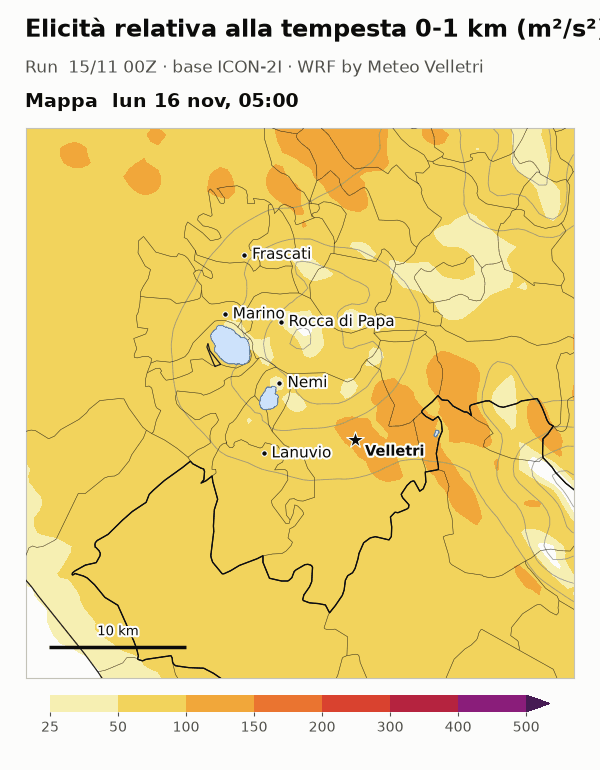 Elicità relativa alla tempesta 0-1 km (m²/s²)
Run 15/11 00Z · base ICON-2I · WRF by Meteo Velletri
Mappa lun 16 nov, 05:00
Frascati
Marino
Rocca di Papa
Nemi
Velletri
Lanuvio
10 km
25 50 100 150 200 300 400 500